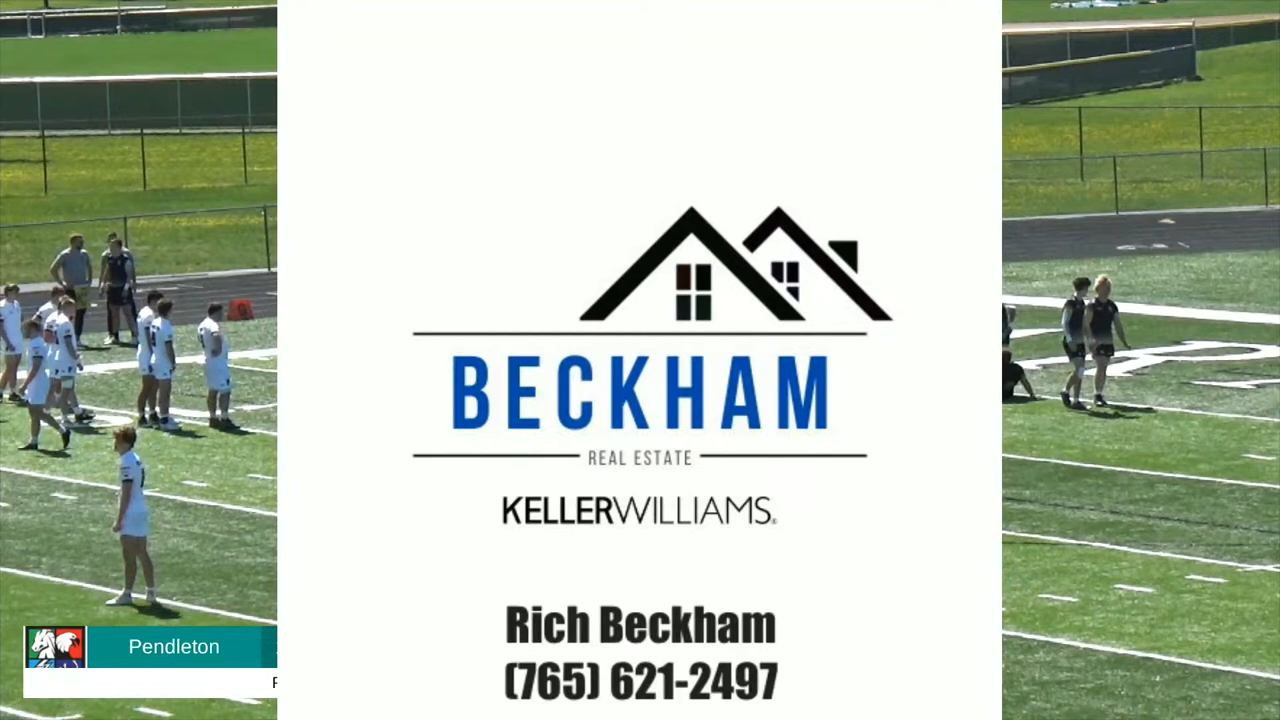 BECKHAM
REAL ESTATE
KELLERWILLIAMS.
Rich Beckham
(765) 621-2497
Pendleton